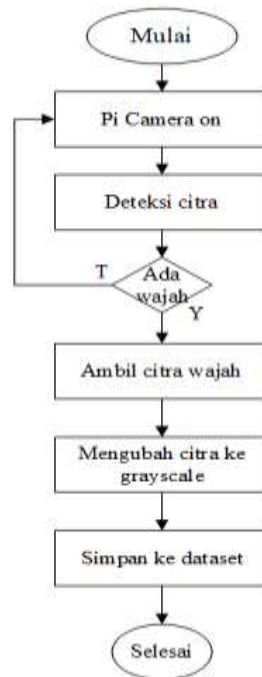 Mulai
Pi Camera on
Deteksi citra
T
Ada
wajah
Y
Ambil citra wajah
Mengubah citra ke
grayscale
Simpan ke dataset
Selesai